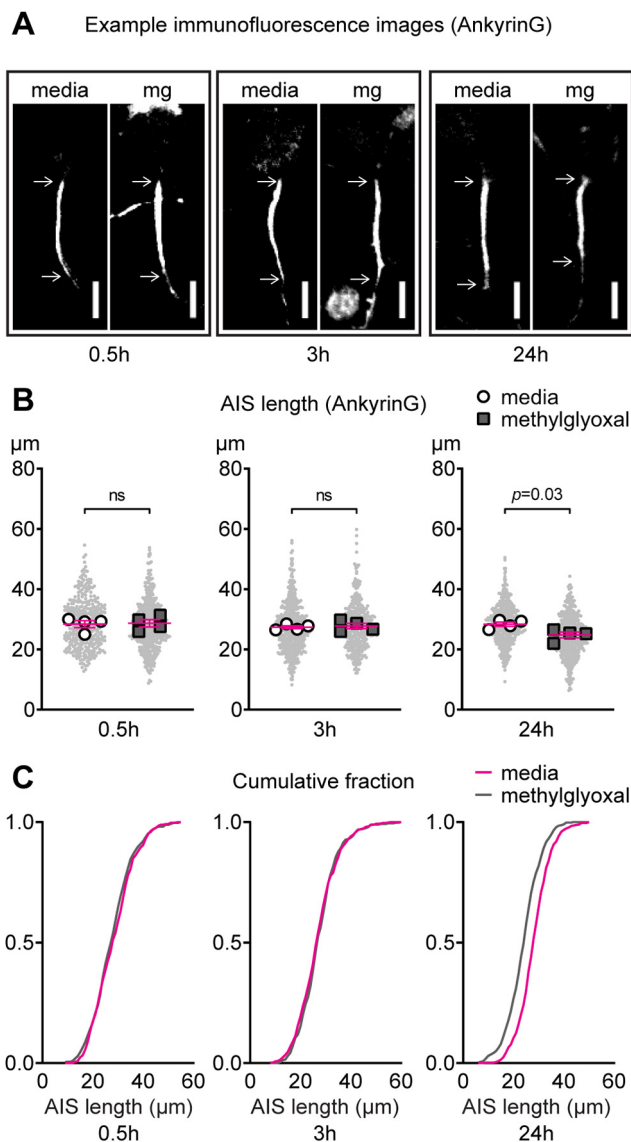 A Example immunofluorescence images (AnkyrinG)
media mg media mg media mg
0.5h 3h 24h
B AIS length (AnkyrinG)
media
methylglyoxal
µm µm µm
80 80 80
ns ns p=0.03
60 60 60
40 40 40
20 20 20
0 0 0
0.5h 3h 24h
C Cumulative fraction
media
methylglyoxal
1.0 1.0 1.0
0.5 0.5 0.5
0.0 0.0 0.0
0 20 40 60 0 20 40 60 0 20 40 60
AIS length (µm) AIS length (µm) AIS length (µm)
0.5h 3h 24h